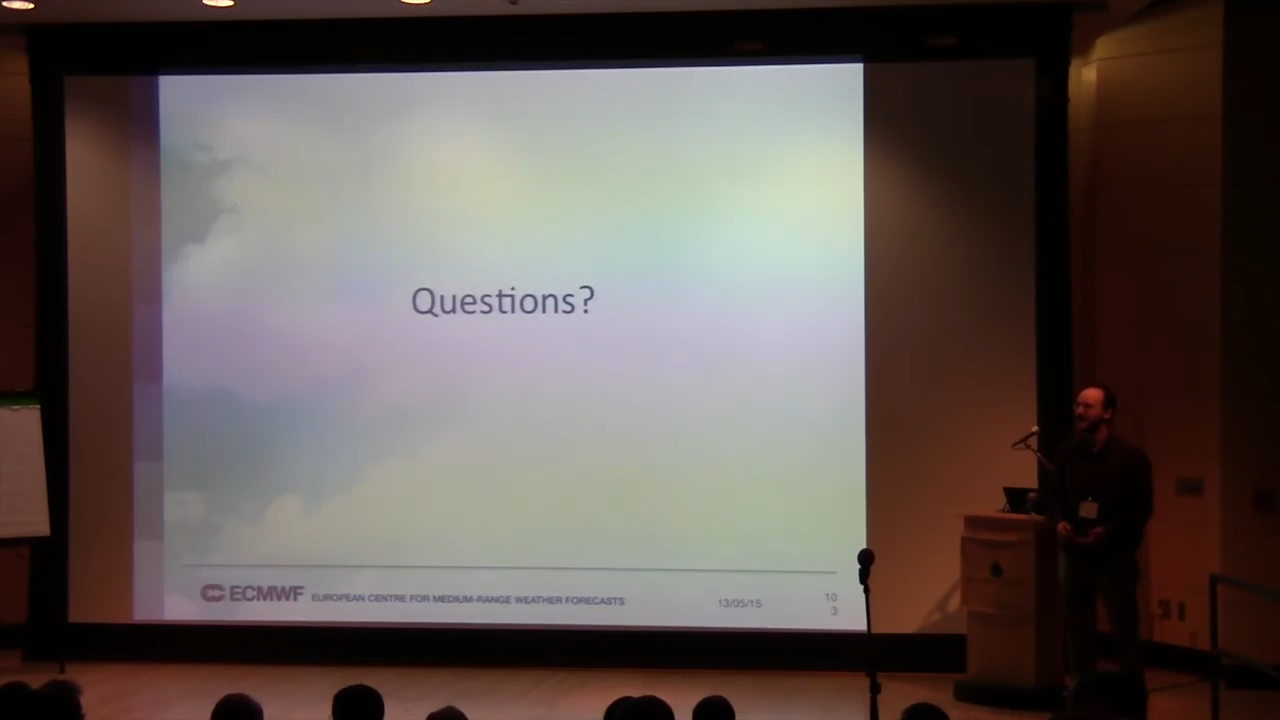 Questions?
ECMWF EUROPEAN CENTRE FOR MEDIUM-RANGE WEATHER FORECASTS 13/05/15 10
3